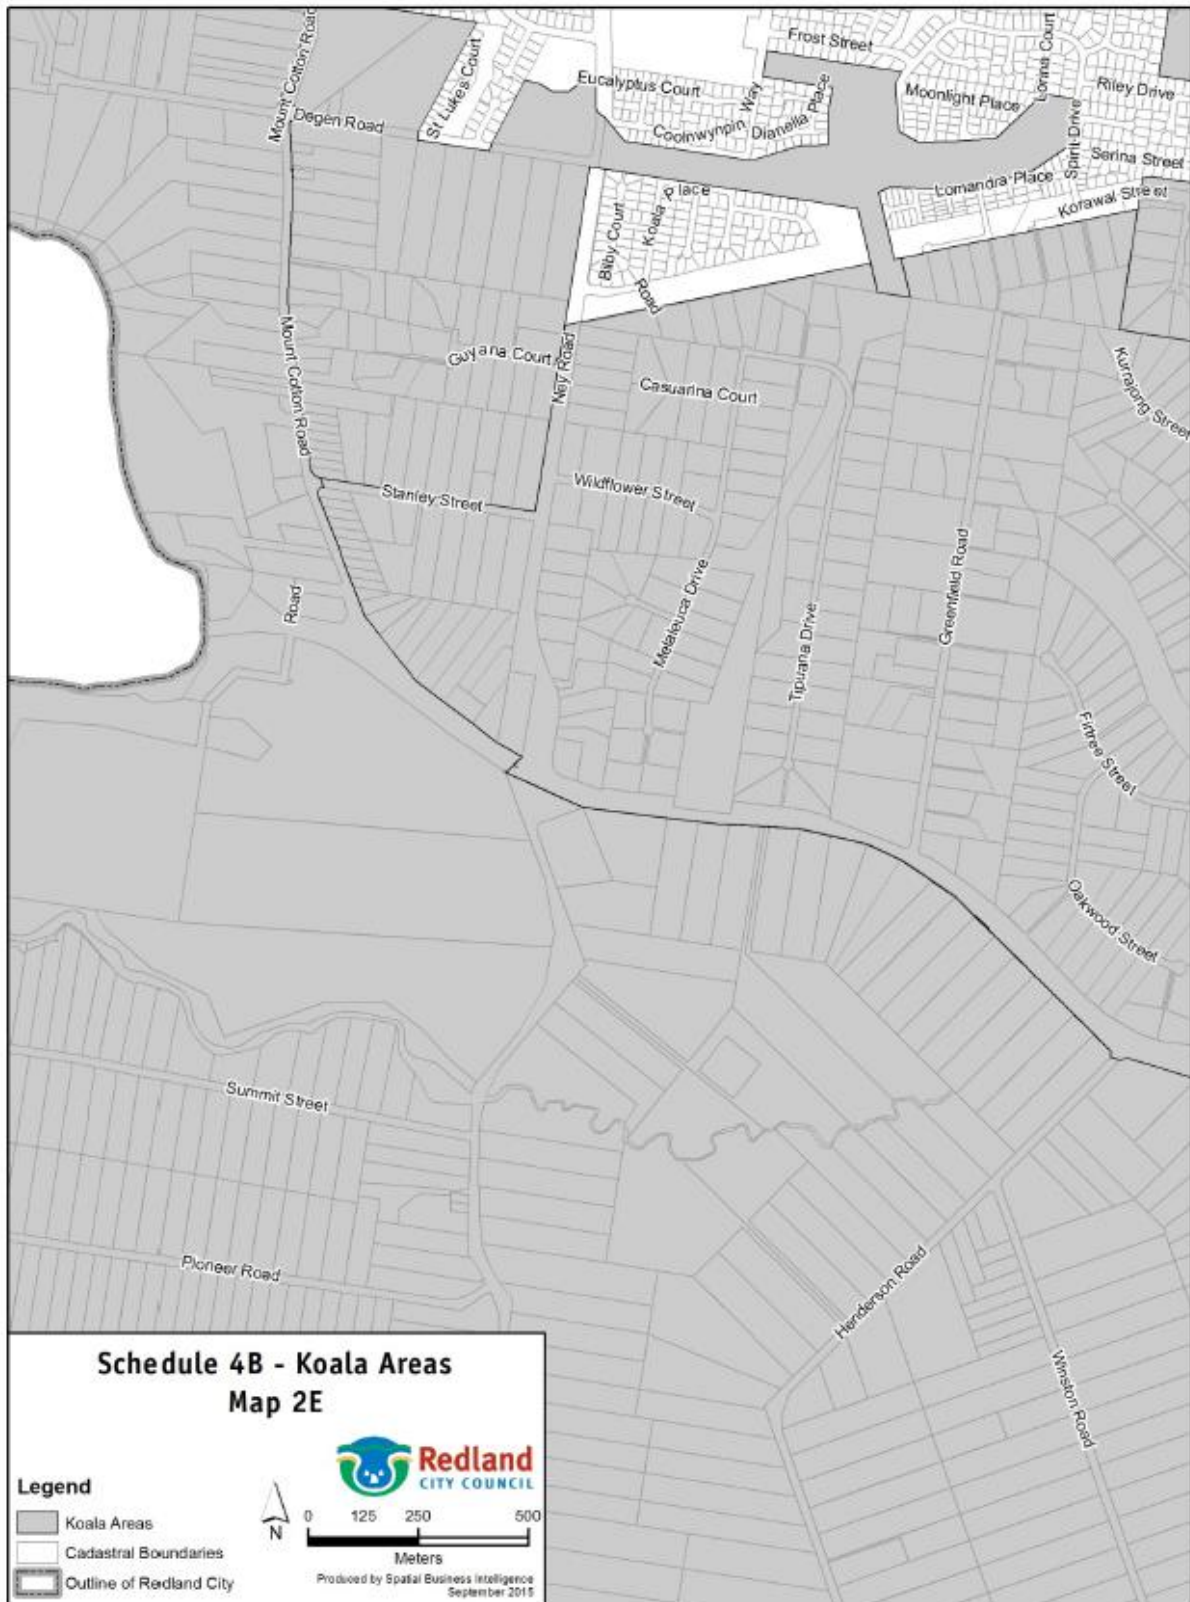 Mount Cotton Road
St Lukes Court
Frost Street
Lorina Court
Riley Drive
Eucalyptus Court
Coolnwynpin Way
Dianella Place
Moonlight Place
Degen Road
Spirit Drive
Serina Street
Lomandra Place
Korawal Street
Koala Place
Bilby Court
Road
Mount Cotton Road
Guyana Court
Ney Road
Casuarina Court
Kurrajong Street
Stanley Street
Wildflower Street
Greenfield Road
Road
Melaleuca Drive
Tipuana Drive
Firtree Street
Oakwood Street
Summit Street
Pioneer Road
Henderson Road
Winston Road
Schedule 4B - Koala Areas
Map 2E
Redland
CITY COUNCIL
Legend
Koala Areas
Cadastral Boundaries
Outline of Redland City
N
0 125 250 500
Meters
Produced by Spatial Business Intelligence
September 2015